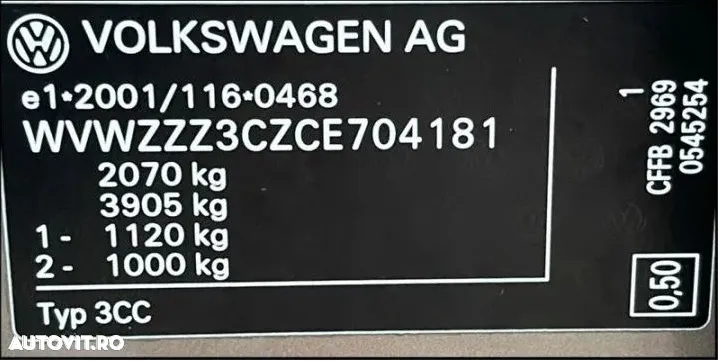 VOLKSWAGEN AG
e1*2001/116*0468
WVWZZZ3CZCE704181
2070 kg
3905 kg
1 - 1120 kg
2 - 1000 kg
Typ 3CC
1
CFFB 2969
0545254
0,50
AUTOVIT.RO